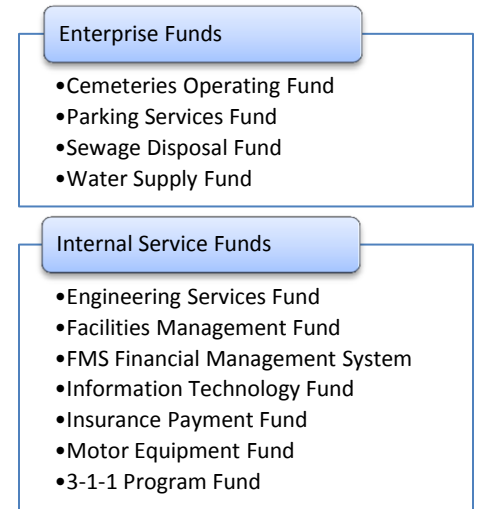 Enterprise Funds
•Cemeteries Operating Fund
•Parking Services Fund
•Sewage Disposal Fund
•Water Supply Fund
Internal Service Funds
•Engineering Services Fund
•Facilities Management Fund
•FMS Financial Management System
•Information Technology Fund
•Insurance Payment Fund
•Motor Equipment Fund
•3-1-1 Program Fund